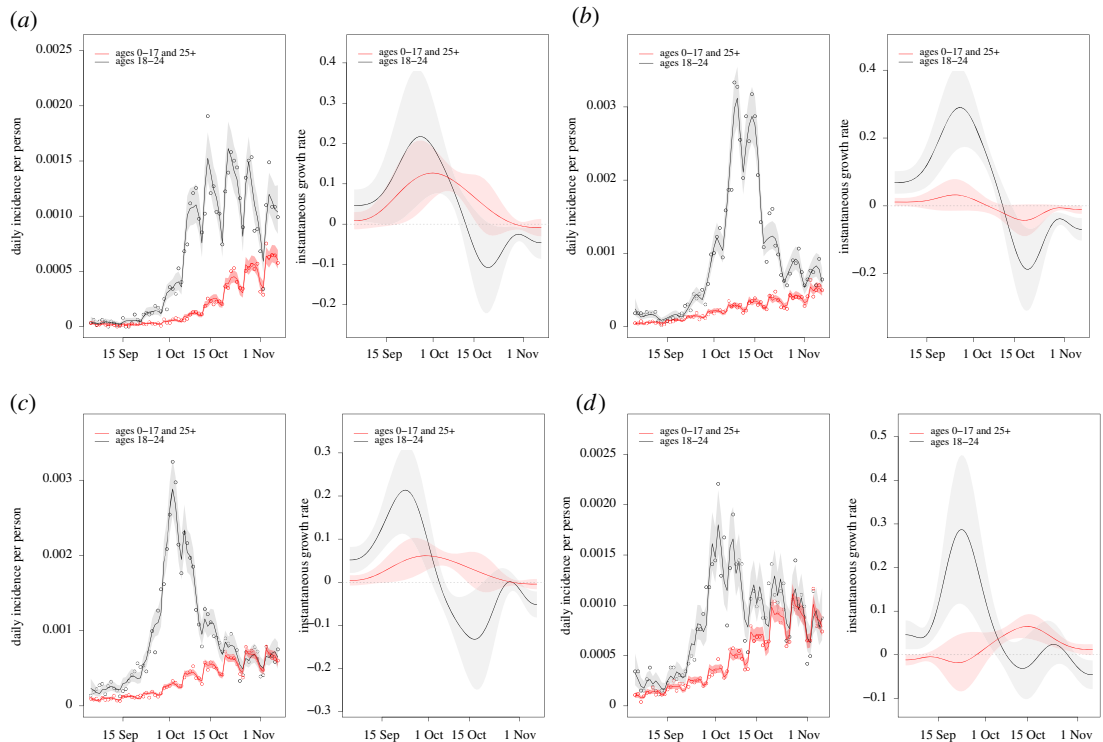 (a)
ages 0–17 and 25+
ages 18–24
0.0025
0.0020
0.0015
0.0010
0.0005
0
daily incidence per person
15 Sep
1 Oct
15 Oct
1 Nov
ages 0–17 and 25+
ages 18–24
0.4
0.2
0
−0.2
instantaneous growth rate
15 Sep
1 Oct
15 Oct
1 Nov
(b)
ages 0–17 and 25+
ages 18–24
0.003
0.002
0.001
0
daily incidence per person
15 Sep
1 Oct
15 Oct
1 Nov
ages 0–17 and 25+
ages 18–24
0.4
0.2
0
−0.2
instantaneous growth rate
15 Sep
1 Oct
15 Oct
1 Nov
(c)
ages 0–17 and 25+
ages 18–24
0.003
0.002
0.001
0
daily incidence per person
15 Sep
1 Oct
15 Oct
1 Nov
ages 0–17 and 25+
ages 18–24
0.3
0.2
0.1
0
−0.1
−0.2
−0.3
instantaneous growth rate
15 Sep
1 Oct
15 Oct
1 Nov
(d)
ages 0–17 and 25+
ages 18–24
0.0025
0.0020
0.0015
0.0010
0.0005
0
daily incidence per person
15 Sep
1 Oct
15 Oct
1 Nov
ages 0–17 and 25+
ages 18–24
0.5
0.4
0.3
0.2
0.1
0
−0.1
instantaneous growth rate
15 Sep
1 Oct
15 Oct
1 Nov